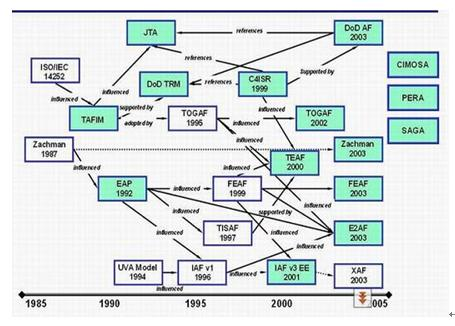 JTA
DoD AF
2003
references
ISO/IEC
14252
references
CIMOSA
DoD TRM
references
C4ISR
1999
Supported by
influenced
influenced
supported by
influenced
PERA
TAFIM
adopted by
TOGAF
1995
TOGAF
2002
influenced
SAGA
Zachman
1987
Zachman
2003
influenced
influenced
TEAF
2000
influenced
EAP
1992
influenced
FEAF
1999
influenced
FEAF
2003
influenced
supported by
TISAF
1997
influenced
E2AF
2003
influenced
UVA Model
1994
IAF v1
1996
influenced
IAF v3 EE
2001
XAF
2003
influenced
1985
1990
1995
2000
2005